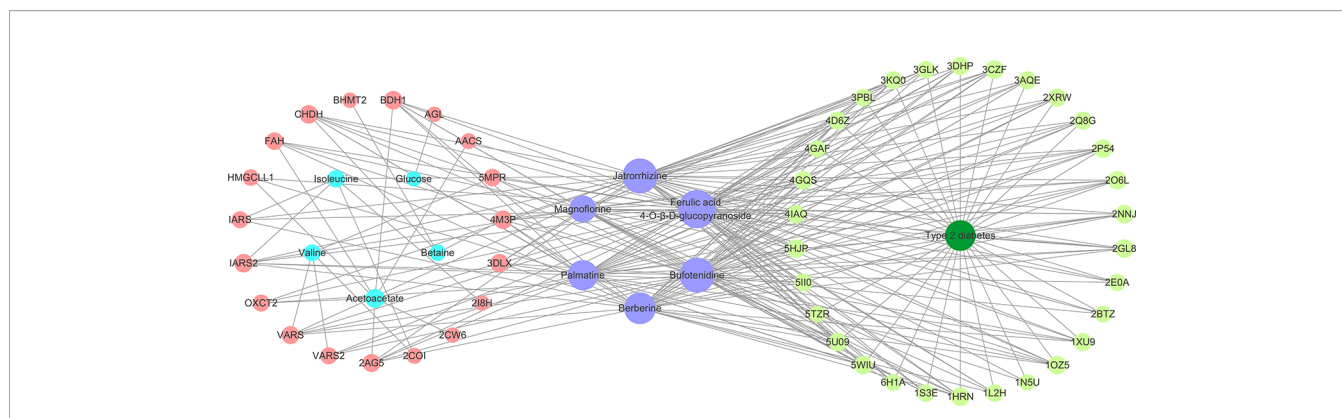 BHMT2
BDH1
AGL
CHDH
AACS
FAH
HMGCLL1
Isoleucine
Glucose
5MPR
IARS
4M3P
Valine
Betaine
IARS2
3DLX
Acetoacetate
OXCT2
2I8H
VARS
2CW6
VARS2
2AG5
2COI
Jatrorrhizine
Magnoflorine
Ferulic acid
4-O-β-D-glucopyranoside
Palmatine
Bufotenidine
Berberine
3DHP
3GLK
3CZF
3KQ0
3AQE
3PBL
2XRW
4D6Z
2Q8G
4GAF
2P54
4GQS
2O6L
4IAQ
2NNJ
Type 2 diabetes
5HJP
2GL8
5II0
2E0A
5TZR
2BTZ
5U09
1XU9
5WIU
1OZ5
6H1A
1N5U
1S3E
1L2H
1HRN